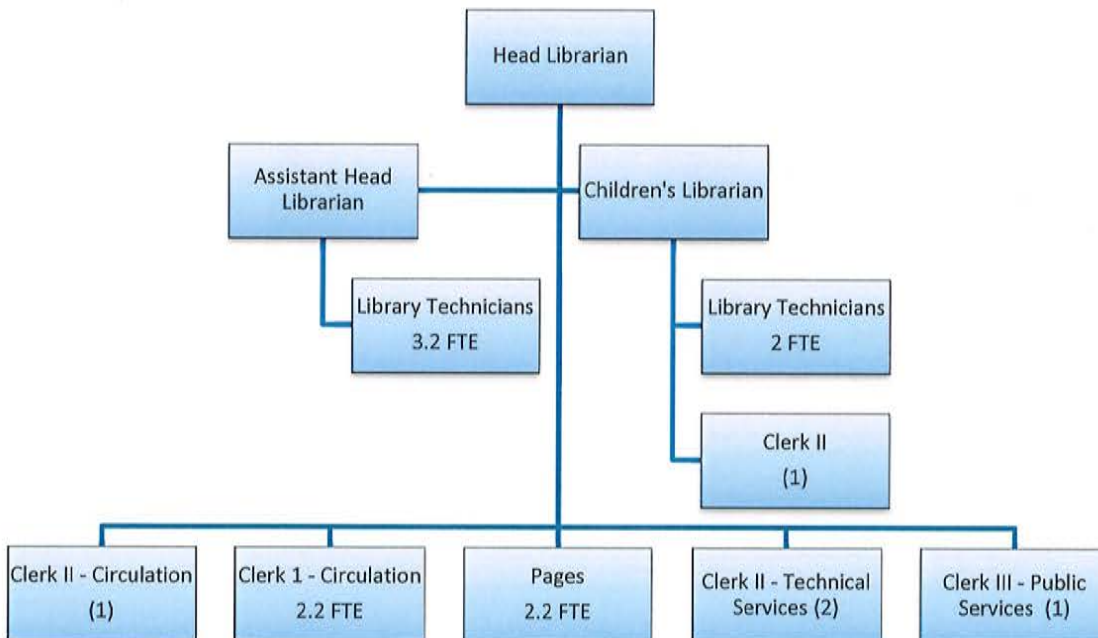 Head Librarian
Assistant Head
Librarian
Children's Librarian
Library Technicians
3.2 FTE
Library Technicians
2 FTE
Clerk II
(1)
Clerk II - Circulation
(1)
Clerk 1 - Circulation
2.2 FTE
Pages
2.2 FTE
Clerk II - Technical
Services (2)
Clerk III - Public
Services (1)